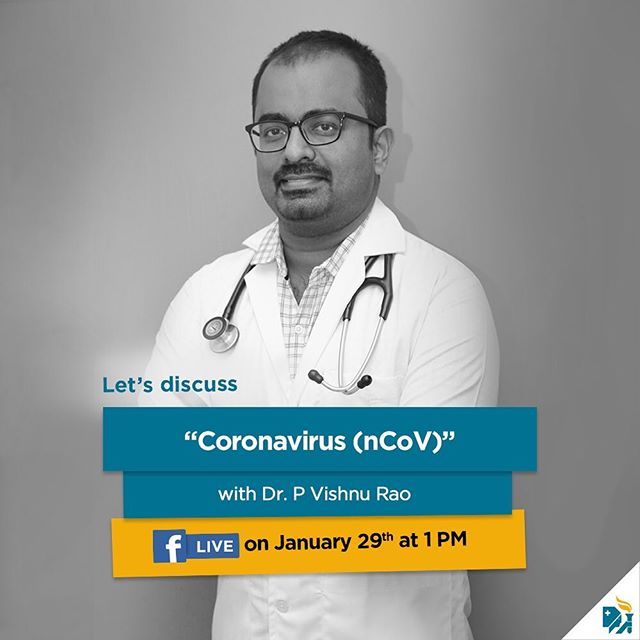 Let's discuss
“Coronavirus (nCoV)”
with Dr. P Vishnu Rao
f LIVE on January 29th at 1 PM